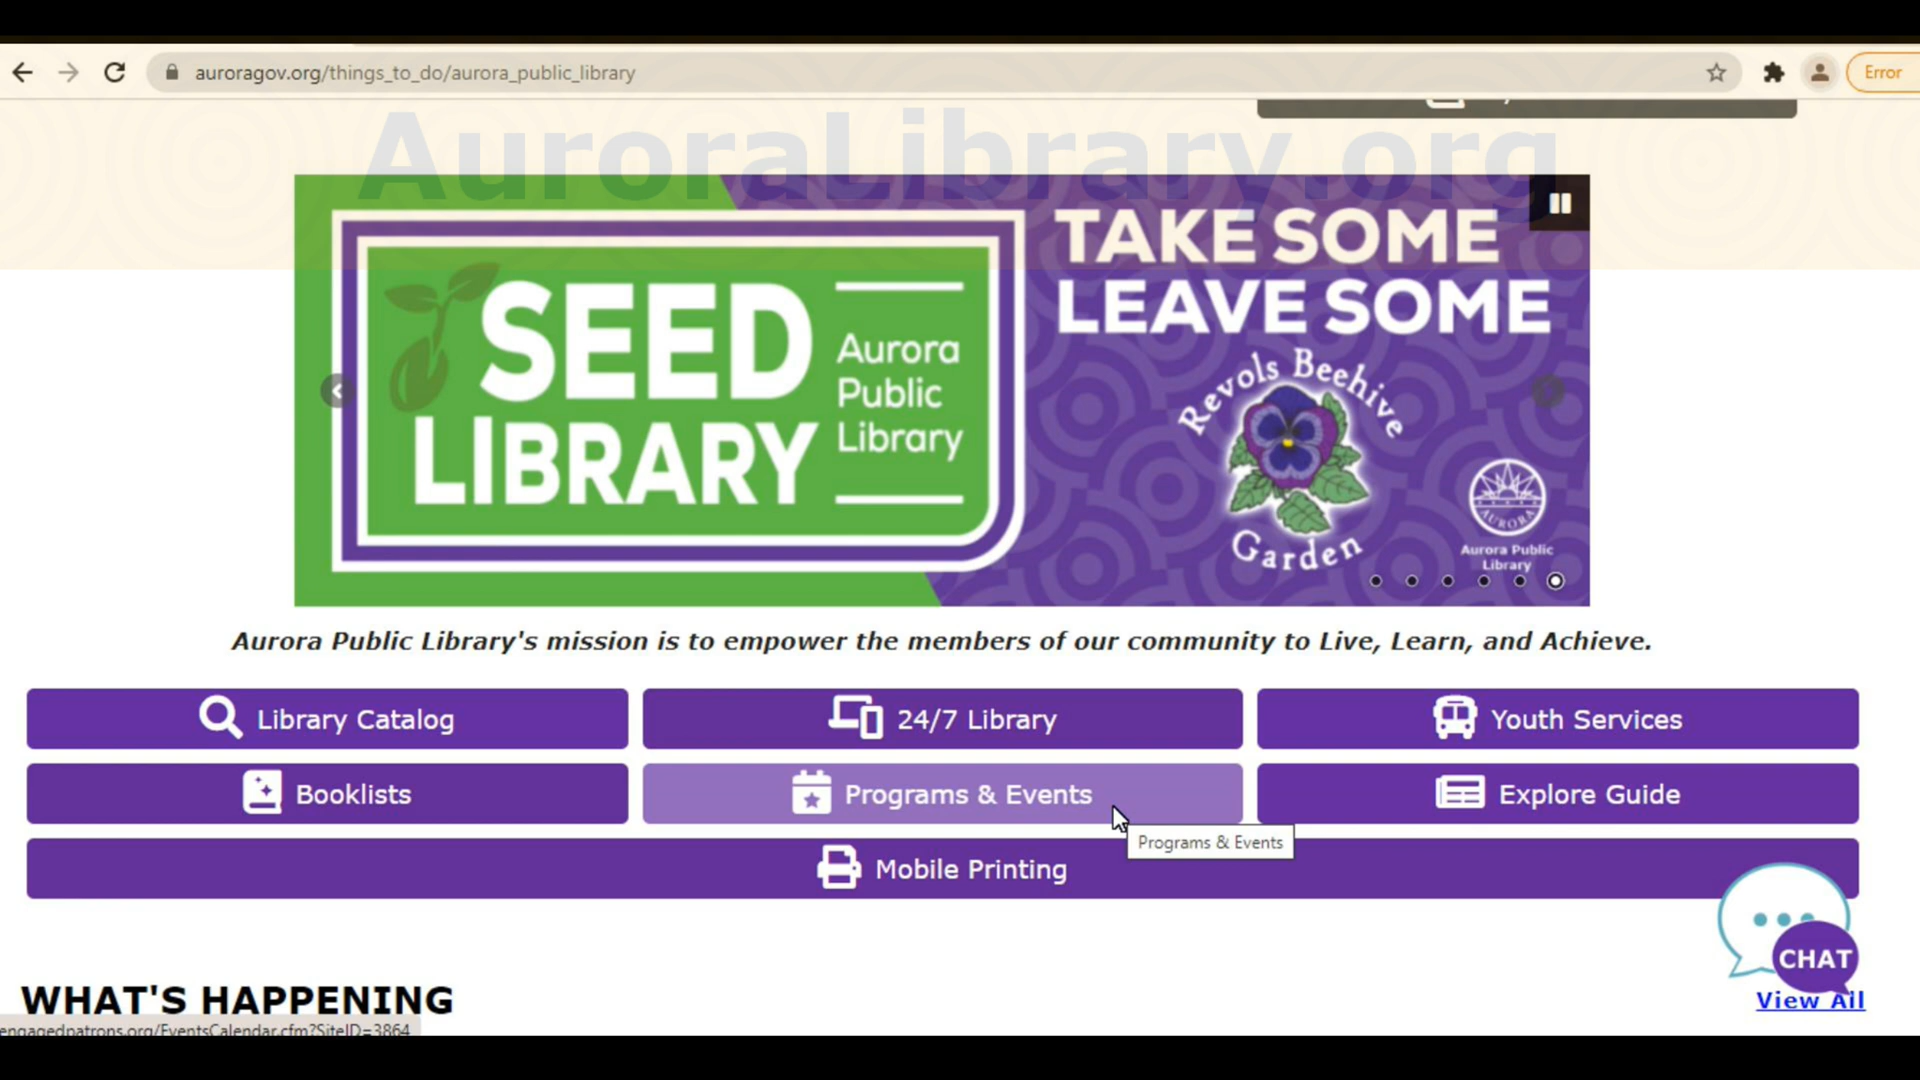 auroragov.org/things_to_do/aurora_public_library
Error
AuroraLibrary.org
SEED
LIBRARY
Aurora
Public
Library
TAKE SOME
LEAVE SOME
Revols Beehive
Garden
AURORA
Aurora Public
Library
Aurora Public Library's mission is to empower the members of our community to Live, Learn, and Achieve.
Library Catalog
24/7 Library
Youth Services
Booklists
Programs & Events
Explore Guide
Programs & Events
Mobile Printing
CHAT
WHAT'S HAPPENING
View All
engagedpatrons.org/EventsCalendar.cfm?SiteID=3864